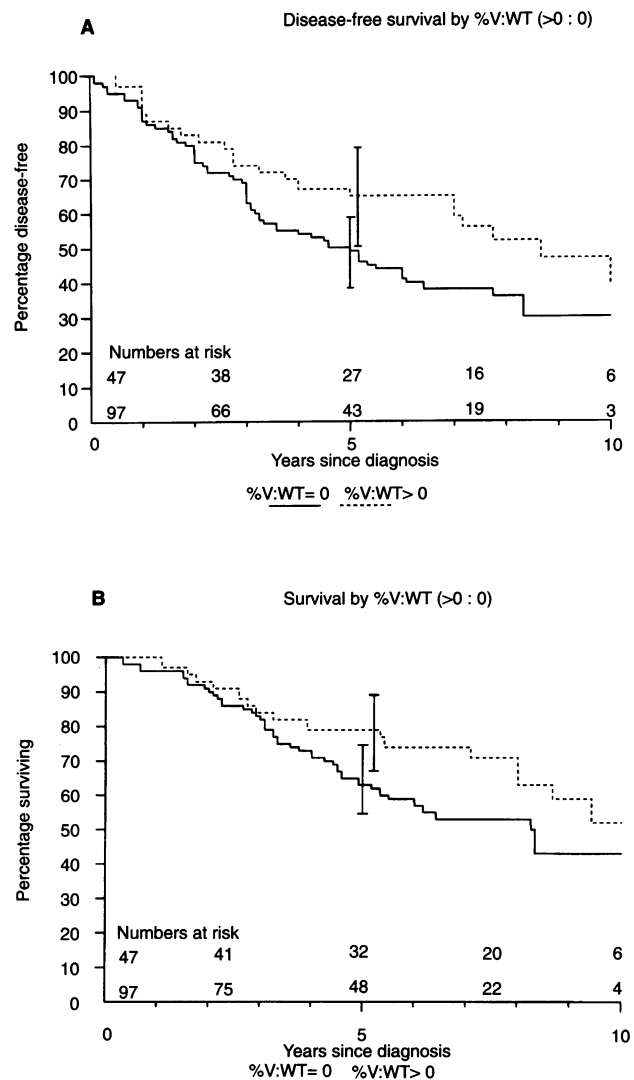 A
Disease-free survival by %V:WT (>0 : 0)
Percentage disease-free
100
90
80
70
60
50
40
30
20
10
0
Numbers at risk
47 38 27 16 6
97 66 43 19 3
0 5 10
Years since diagnosis
%V:WT= 0 %V:WT> 0
B
Survival by %V:WT (>0 : 0)
Percentage surviving
100
90
80
70
60
50
40
30
20
10
0
Numbers at risk
47 41 32 20 6
97 75 48 22 4
0 5 10
Years since diagnosis
%V:WT= 0 %V:WT> 0